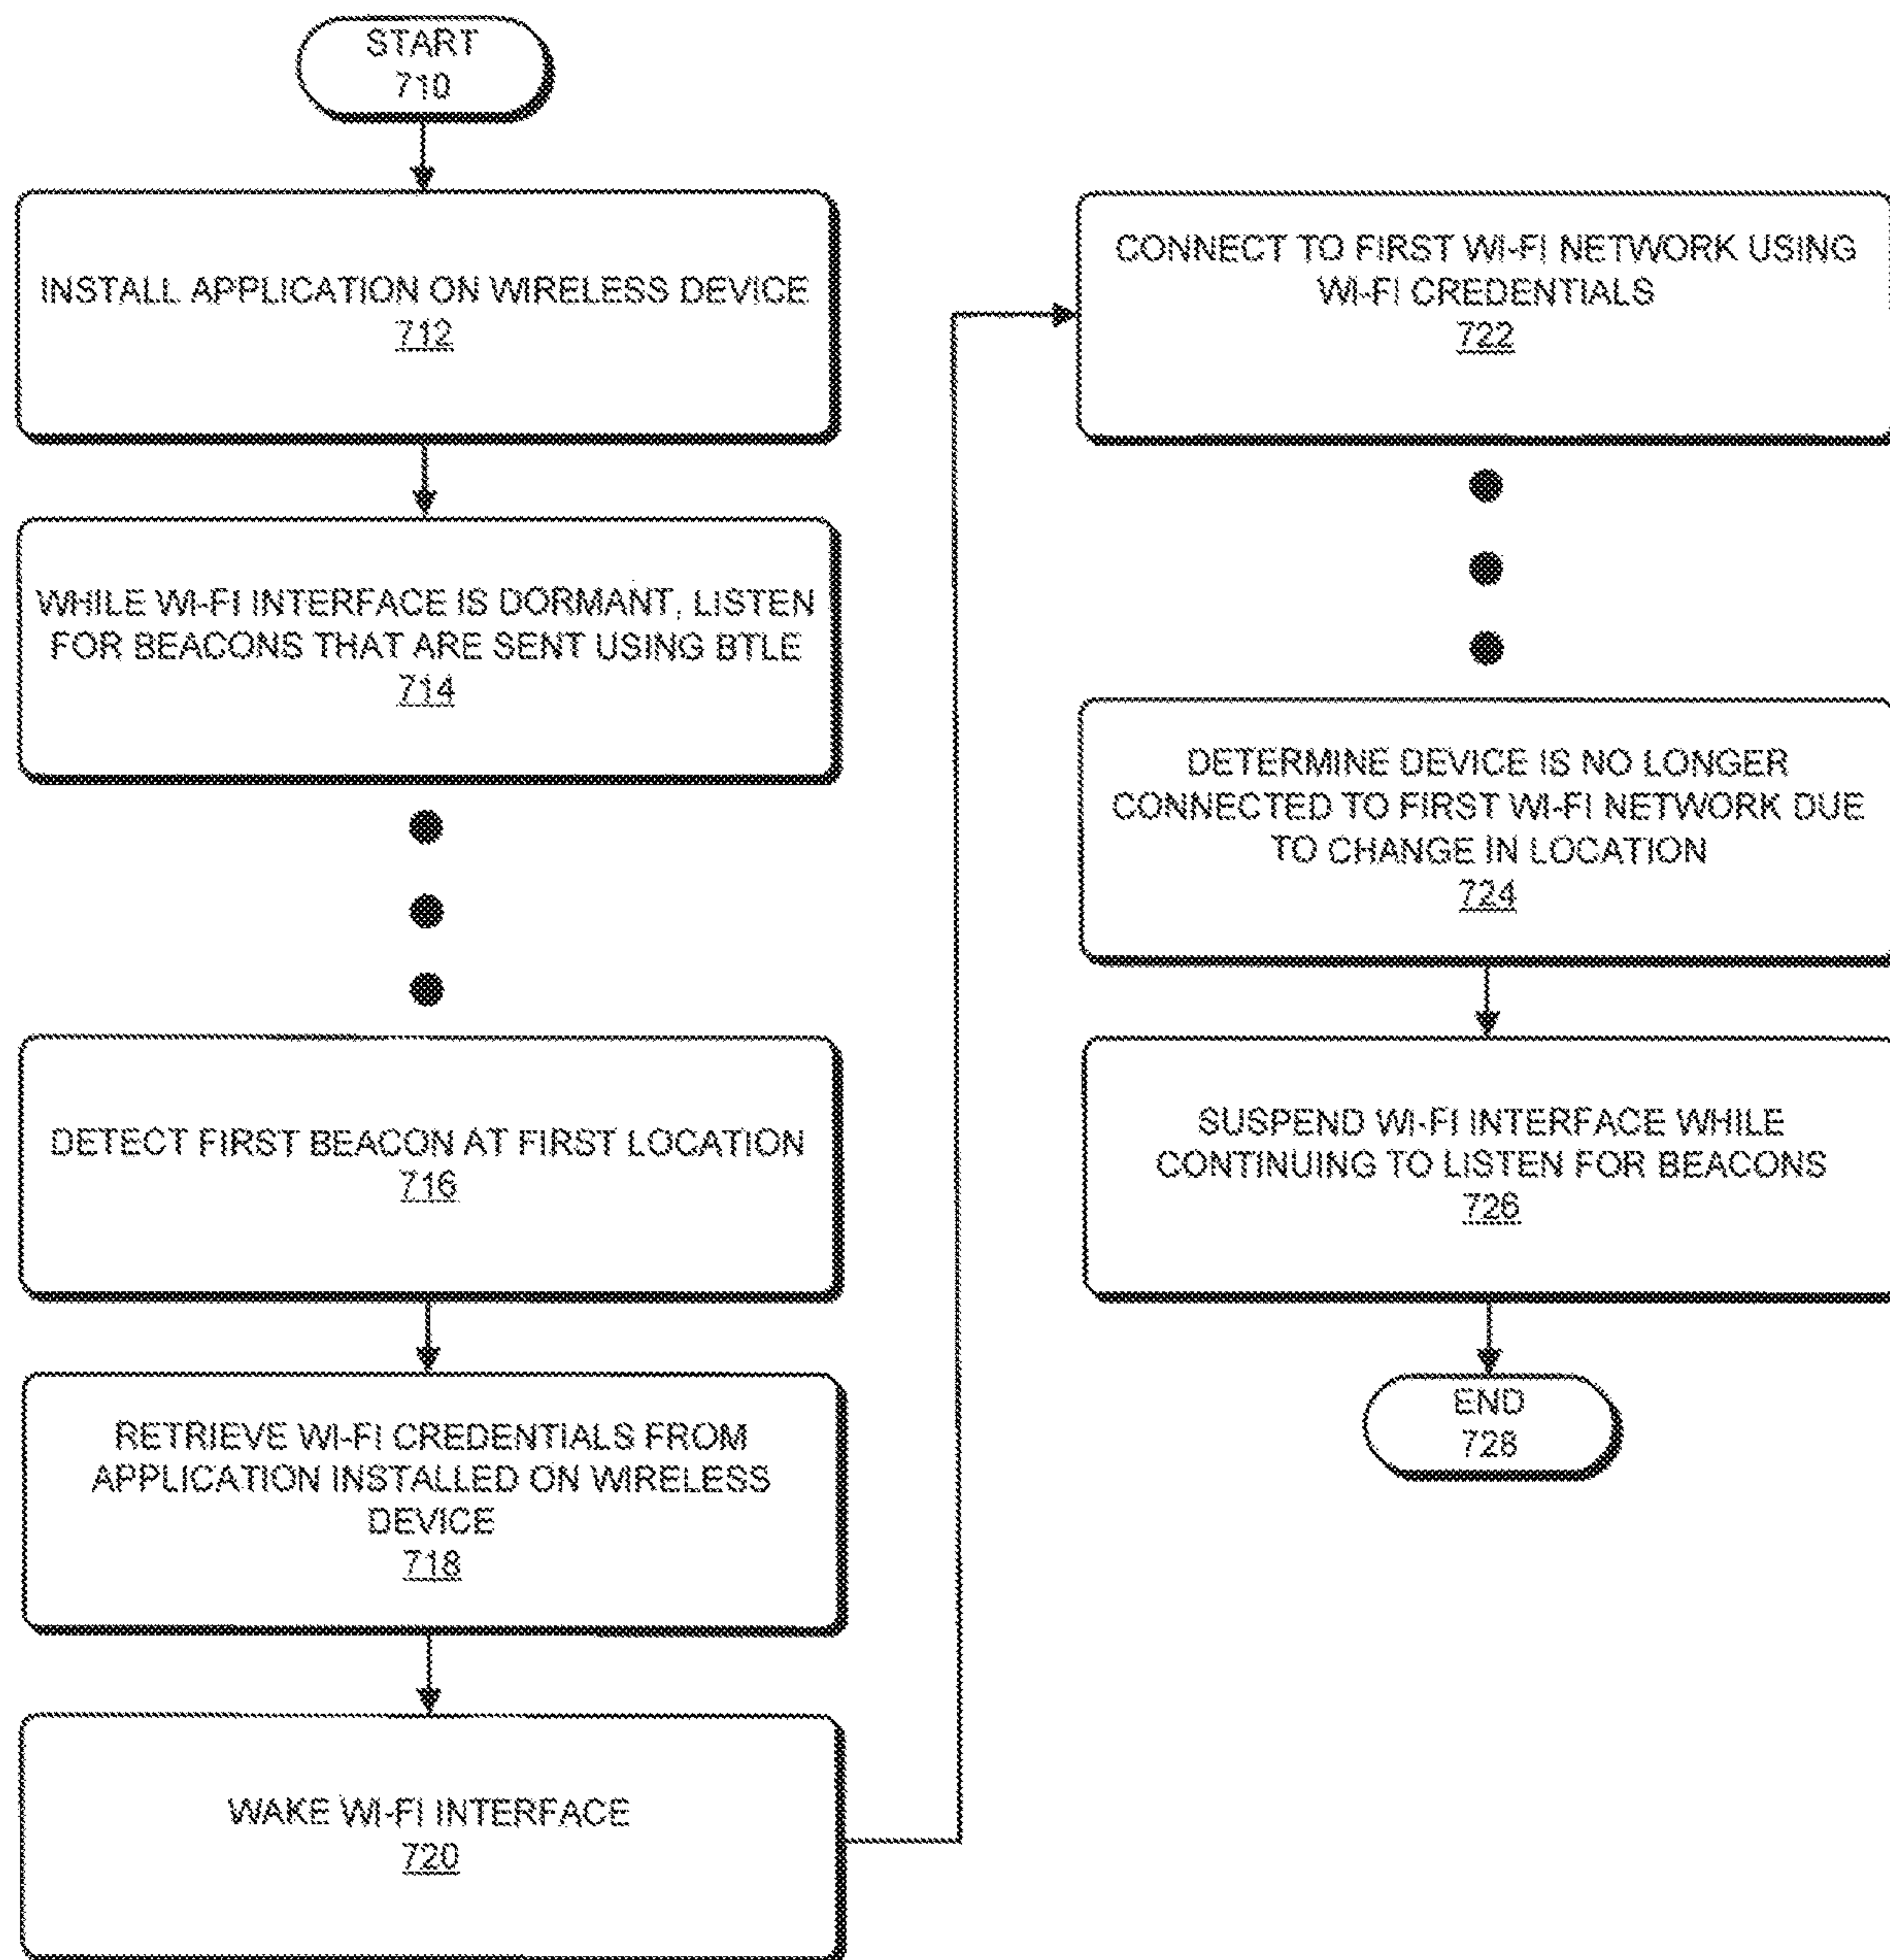 START
710
INSTALL APPLICATION ON WIRELESS DEVICE
712
WHILE WI-FI INTERFACE IS DORMANT, LISTEN
FOR BEACONS THAT ARE SENT USING BTLE
714
DETECT FIRST BEACON AT FIRST LOCATION
716
RETRIEVE WI-FI CREDENTIALS FROM
APPLICATION INSTALLED ON WIRELESS
DEVICE
718
WAKE WI-FI INTERFACE
720
CONNECT TO FIRST WI-FI NETWORK USING
WI-FI CREDENTIALS
722
DETERMINE DEVICE IS NO LONGER
CONNECTED TO FIRST WI-FI NETWORK DUE
TO CHANGE IN LOCATION
724
SUSPEND WI-FI INTERFACE WHILE
CONTINUING TO LISTEN FOR BEACONS
726
END
728